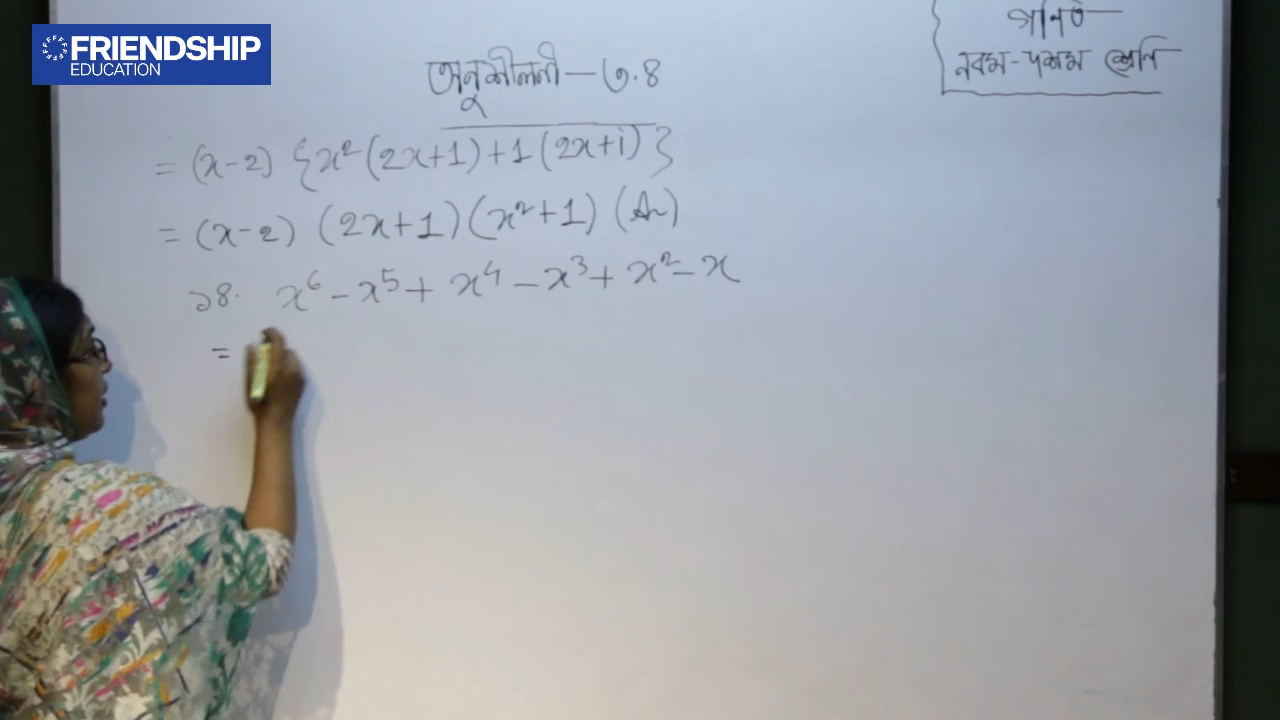 FRIENDSHIP
EDUCATION
গণিত
নবম-দশম শ্রেণি
অনুশীলনী—৩.৪
= (x-2) {x²(2x+1)+1(2x+1)}
= (x-2) (2x+1)(x²+1) (An)
১৪. x⁶-x⁵+x⁴-x³+x²-x
=